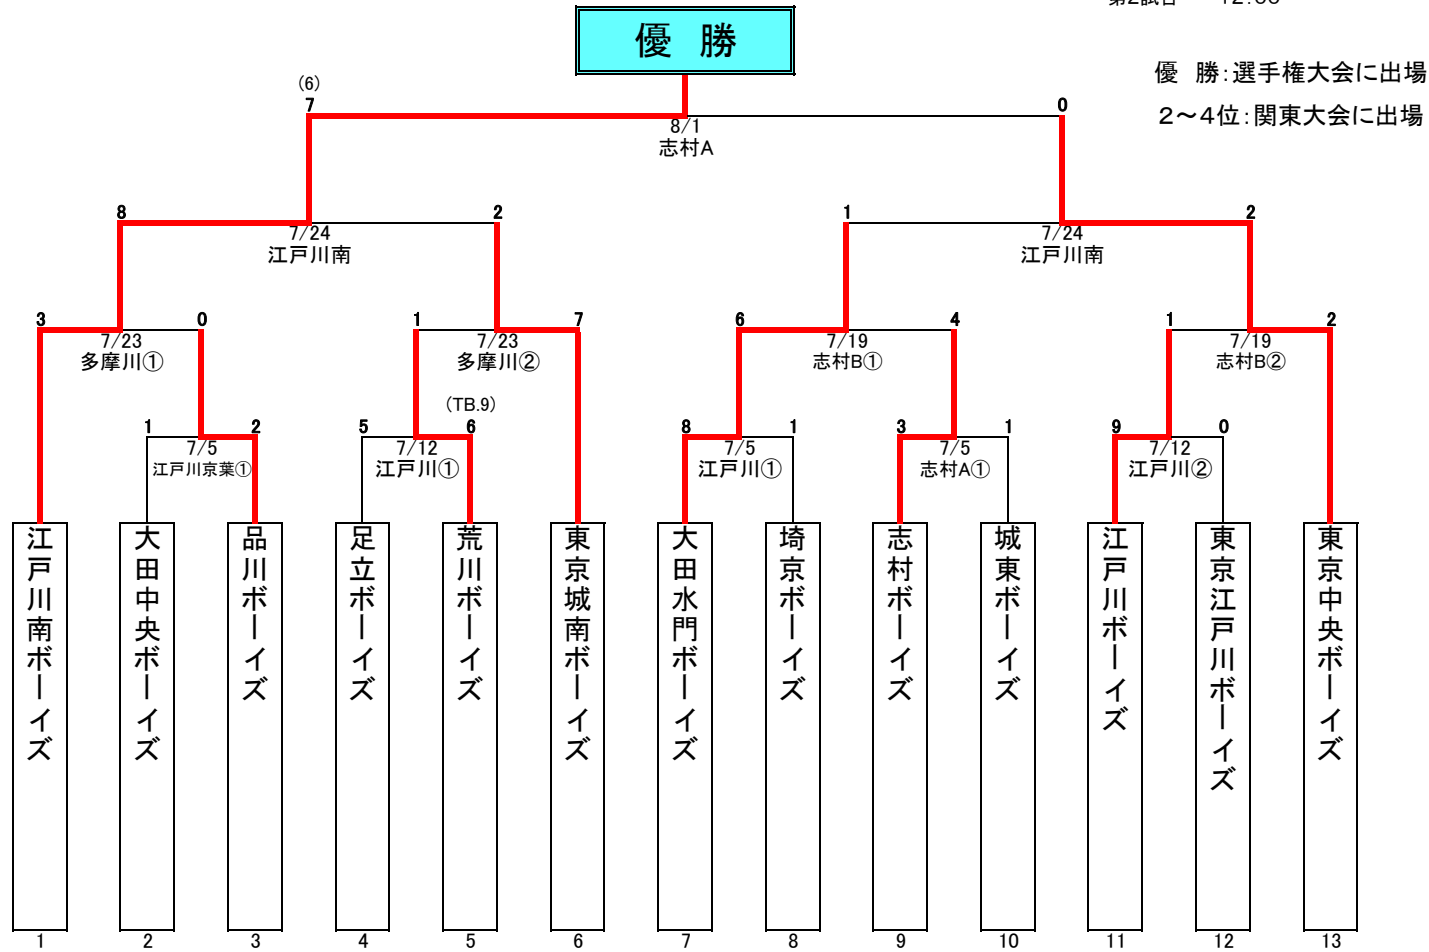 優 勝
優 勝:選手権大会に出場
2~4位:関東大会に出場
(6)
7
0
8/1
志村A
8
2
1
2
7/24
江戸川南
7/24
江戸川南
3
0
1
7
6
4
1
2
7/23
多摩川①
7/23
多摩川②
7/19
志村B①
7/19
志村B②
(TB.9)
1
2
5
6
8
1
3
1
9
0
7/5
江戸川京葉①
7/12
江戸川①
7/5
江戸川①
7/5
志村A①
7/12
江戸川②
江戸川南ボーイズ
大田中央ボーイズ
品川ボーイズ
足立ボーイズ
荒川ボーイズ
東京城南ボーイズ
大田水門ボーイズ
埼京ボーイズ
志村ボーイズ
城東ボーイズ
江戸川ボーイズ
東京江戸川ボーイズ
東京中央ボーイズ
1
2
3
4
5
6
7
8
9
10
11
12
13